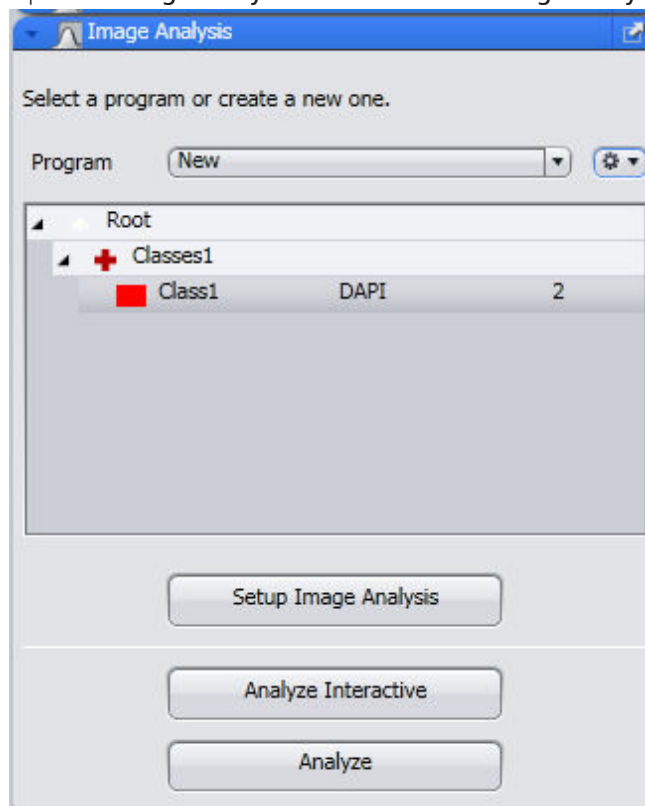 Image Analysis
Select a program or create a new one.
Program New
Root
Classes1
Class1 DAPI 2
Setup Image Analysis
Analyze Interactive
Analyze